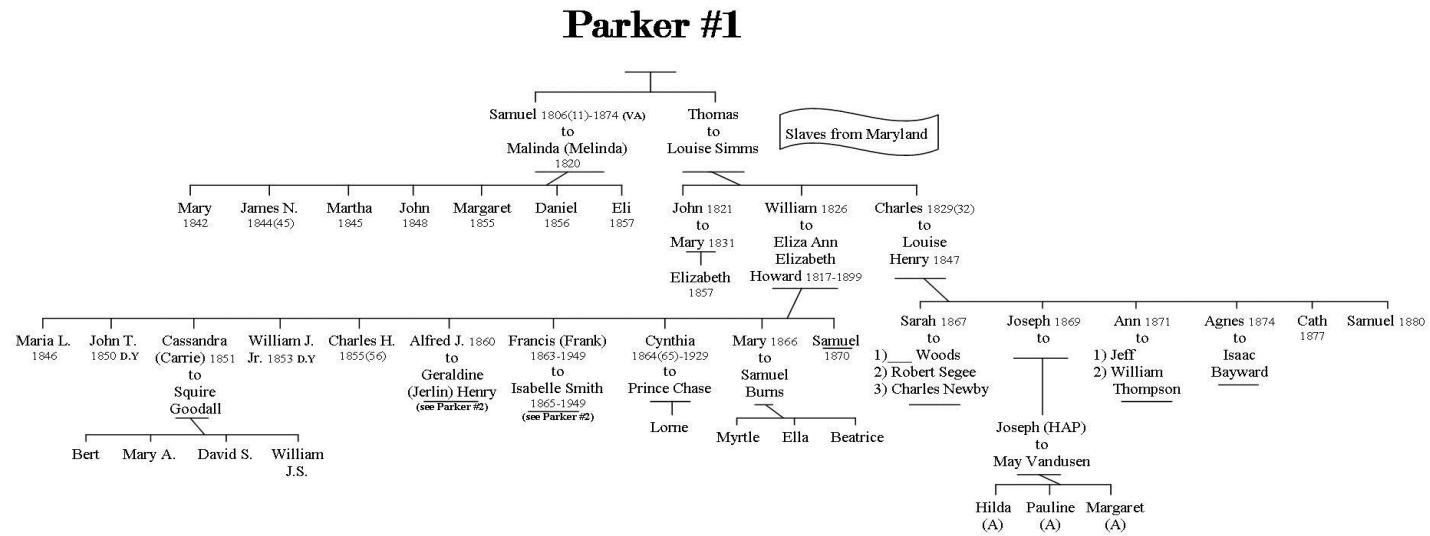 Parker #1
Samuel 1806(11)-1874 (VA)
to
Malinda (Melinda)
1820
Thomas
to
Louise Simms
Slaves from Maryland
Mary
1842
James N.
1844(45)
Martha
1845
John
1848
Margaret
1855
Daniel
1856
Eli
1857
John 1821
to
Mary 1831
Elizabeth
1857
William 1826
to
Eliza Ann
Elizabeth
Howard 1817-1899
Charles 1829(32)
to
Louise
Henry 1847
Maria L.
1846
John T.
1850 D.Y
Cassandra
(Carrie) 1851
to
Squire
Goodall
William J.
Jr. 1853 D.Y
Charles H.
1855(56)
Alfred J. 1860
to
Geraldine
(Jerlin) Henry
(see Parker #2)
Francis (Frank)
1863-1949
to
Isabelle Smith
1865-1949
(see Parker #2)
Cynthia
1864(65)-1929
to
Prince Chase
Lorne
Mary 1866
to
Samuel
Burns
Samuel
1870
Bert
Mary A.
David S.
William
J.S.
Myrtle
Ella
Beatrice
Sarah 1867
to
1)___ Woods
2) Robert Segee
3) Charles Newby
Joseph 1869
to
Ann 1871
to
1) Jeff
2) William
Thompson
Agnes 1874
to
Isaac
Bayward
Cath
1877
Samuel 1880
Joseph (HAP)
to
May Vandusen
Hilda
(A)
Pauline
(A)
Margaret
(A)